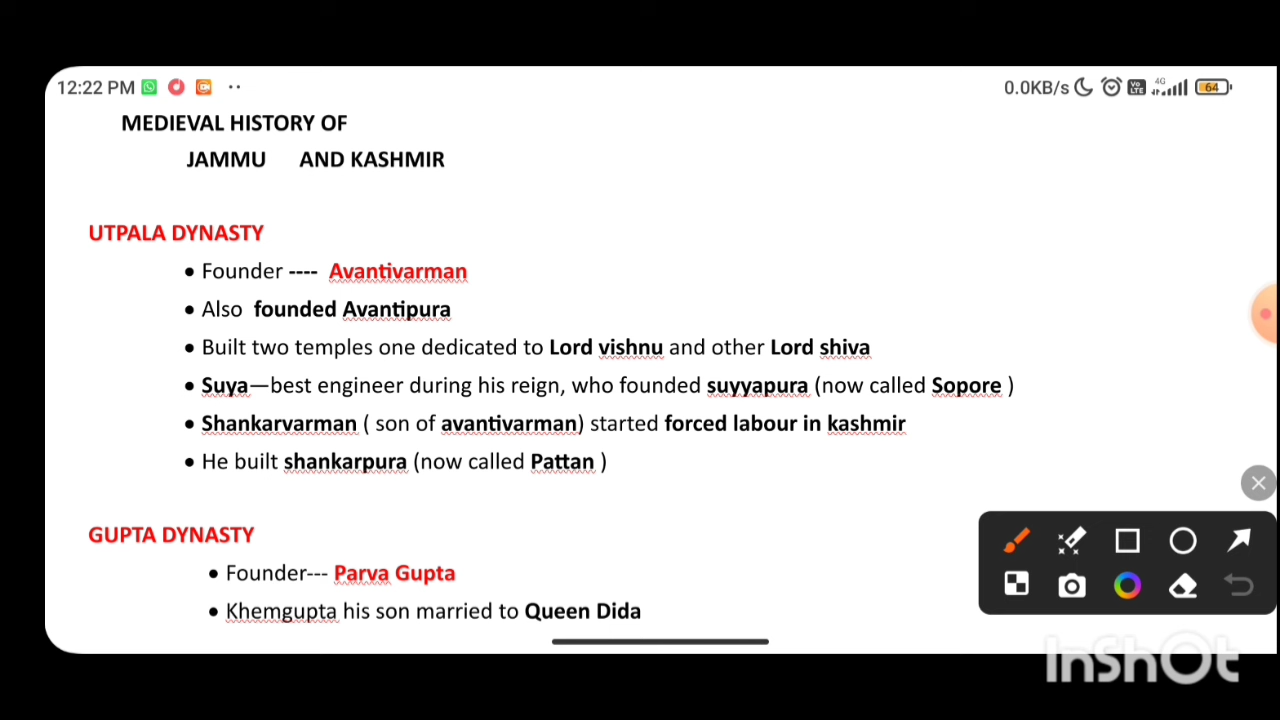 12:22 PM
0.0KB/s
4G
Vo
LTE
64
MEDIEVAL HISTORY OF
JAMMU AND KASHMIR
UTPALA DYNASTY
• Founder ---- Avantivarman
• Also founded Avantipura
• Built two temples one dedicated to Lord vishnu and other Lord shiva
• Suya—best engineer during his reign, who founded suyyapura (now called Sopore )
• Shankarvarman ( son of avantivarman) started forced labour in kashmir
• He built shankarpura (now called Pattan )
GUPTA DYNASTY
• Founder--- Parva Gupta
• Khemgupta his son married to Queen Dida
InShOt